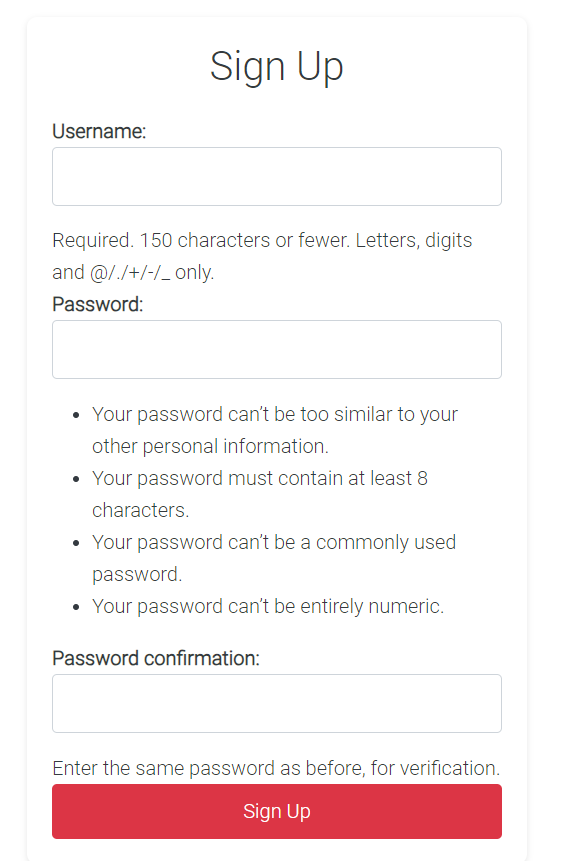 Sign Up
Username:
Required. 150 characters or fewer. Letters, digits
and @/./+/-/_ only.
Password:
• Your password can’t be too similar to your
other personal information.
• Your password must contain at least 8
characters.
• Your password can’t be a commonly used
password.
• Your password can’t be entirely numeric.
Password confirmation:
Enter the same password as before, for verification.
Sign Up